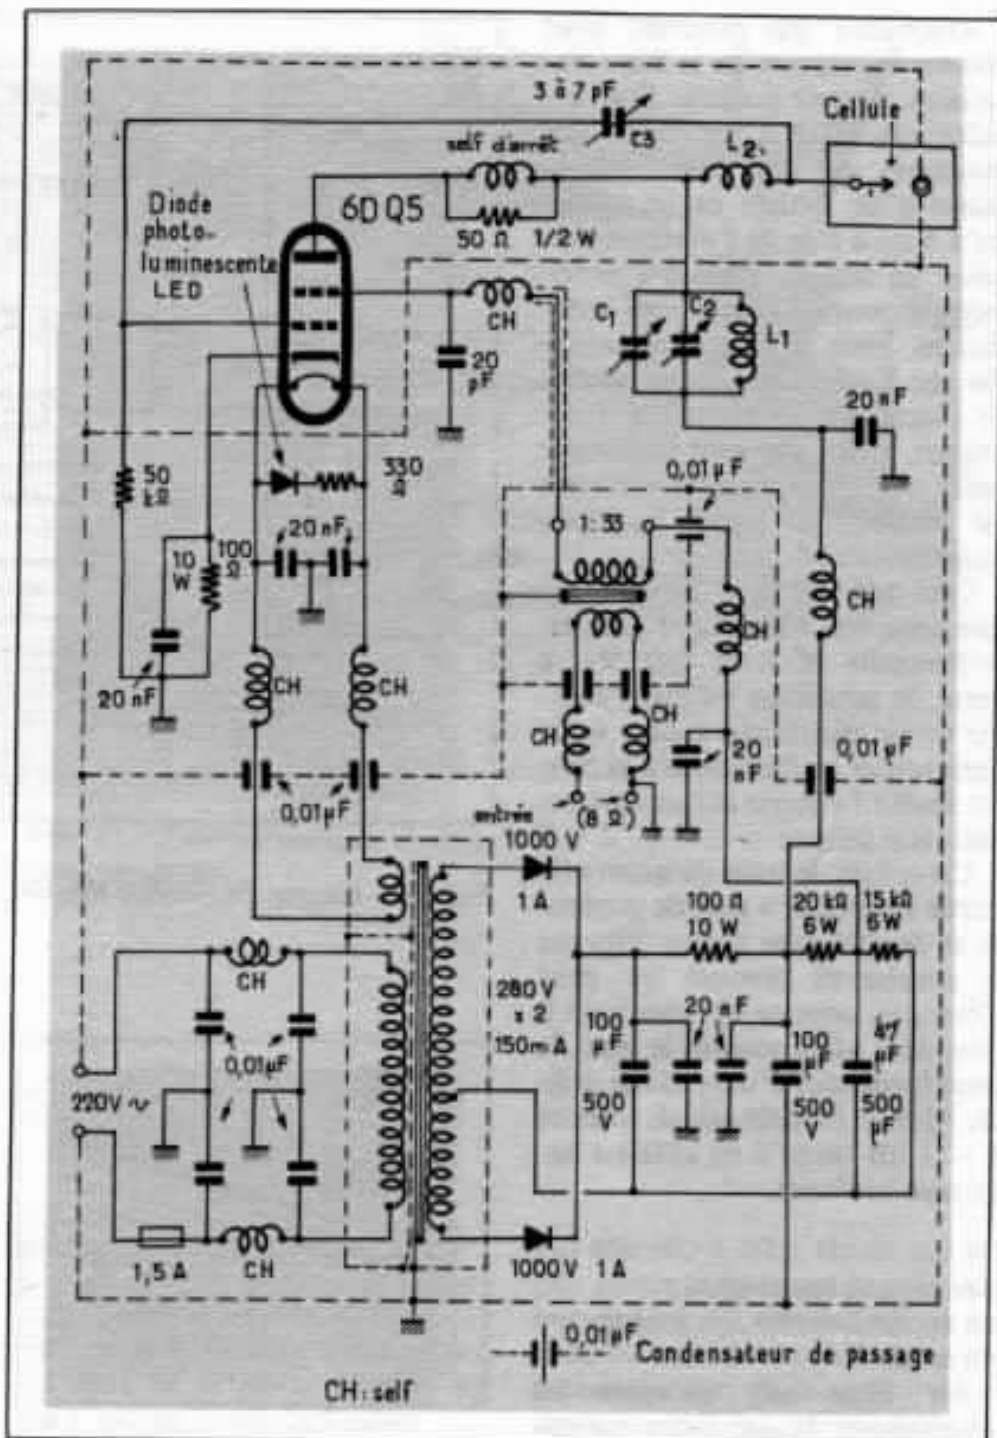 3 à 7 pF
C3
Cellule
self d'arrêt
L2
6DQ5
Diode
photo-
luminescente
LED
50 Ω 1/2 W
CH
C1
C2
L1
20
pF
20 nF
50
kΩ
330
Ω
0,01 µF
1:33
20 nF
10
W
100
Ω
CH
CH
20 nF
CH
CH
CH
CH
0,01 µF
20
nF
0,01 µF
entrée
(8 Ω)
1000 V
1 A
100 Ω
10 W
20 kΩ
6W
15 kΩ
6W
CH
280V
x 2
150mA
100
µF
20 nF
100
µF
47
µF
0,01µF
220V ~
500
V
500
V
500
µF
1,5 A
CH
1000V 1A
0,01µF
Condensateur de passage
CH : self